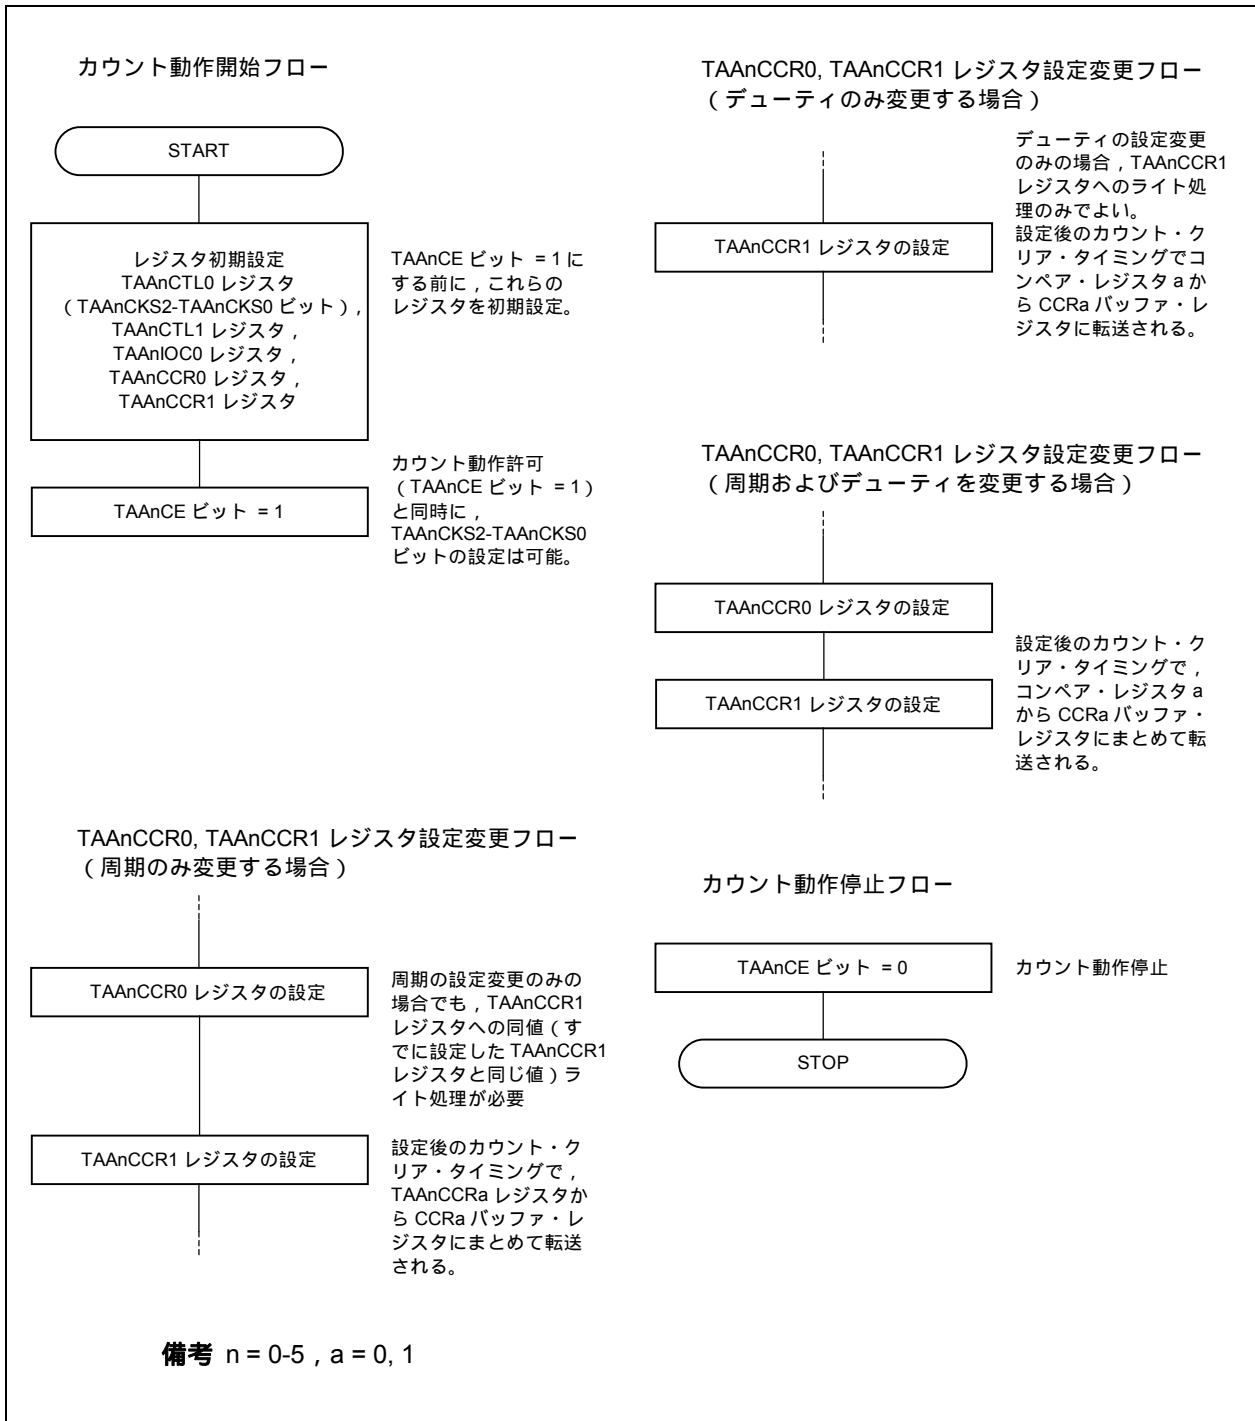 カウント動作開始フロー
START
レジスタ初期設定
TAAnCTL0 レジスタ
（TAAnCKS2-TAAnCKS0 ビット），
TAAnCTL1 レジスタ，
TAAnIOC0 レジスタ，
TAAnCCR0 レジスタ，
TAAnCCR1 レジスタ
TAAnCE ビット = 1 に
する前に，これらの
レジスタを初期設定。
TAAnCE ビット = 1
カウント動作許可
（TAAnCE ビット = 1）
と同時に，
TAAnCKS2-TAAnCKS0
ビットの設定は可能。
TAAnCCR0, TAAnCCR1 レジスタ設定変更フロー
（周期のみ変更する場合）
TAAnCCR0 レジスタの設定
周期の設定変更のみの
場合でも，TAAnCCR1
レジスタへの同値（す
でに設定した TAAnCCR1
レジスタと同じ値）ラ
イト処理が必要
TAAnCCR1 レジスタの設定
設定後のカウント・ク
リア・タイミングで，
TAAnCCRa レジスタか
ら CCRa バッファ・レ
ジスタにまとめて転送
される。
TAAnCCR0, TAAnCCR1 レジスタ設定変更フロー
（デューティのみ変更する場合）
デューティの設定変更
のみの場合，TAAnCCR1
レジスタへのライト処
理のみでよい。
設定後のカウント・ク
リア・タイミングでコ
ンペア・レジスタ a か
ら CCRa バッファ・レ
ジスタに転送される。
TAAnCCR1 レジスタの設定
TAAnCCR0, TAAnCCR1 レジスタ設定変更フロー
（周期およびデューティを変更する場合）
TAAnCCR0 レジスタの設定
TAAnCCR1 レジスタの設定
設定後のカウント・ク
リア・タイミングで，
コンペア・レジスタ a
から CCRa バッファ・
レジスタにまとめて転
送される。
カウント動作停止フロー
TAAnCE ビット = 0
カウント動作停止
STOP
備考 n = 0-5，a = 0, 1